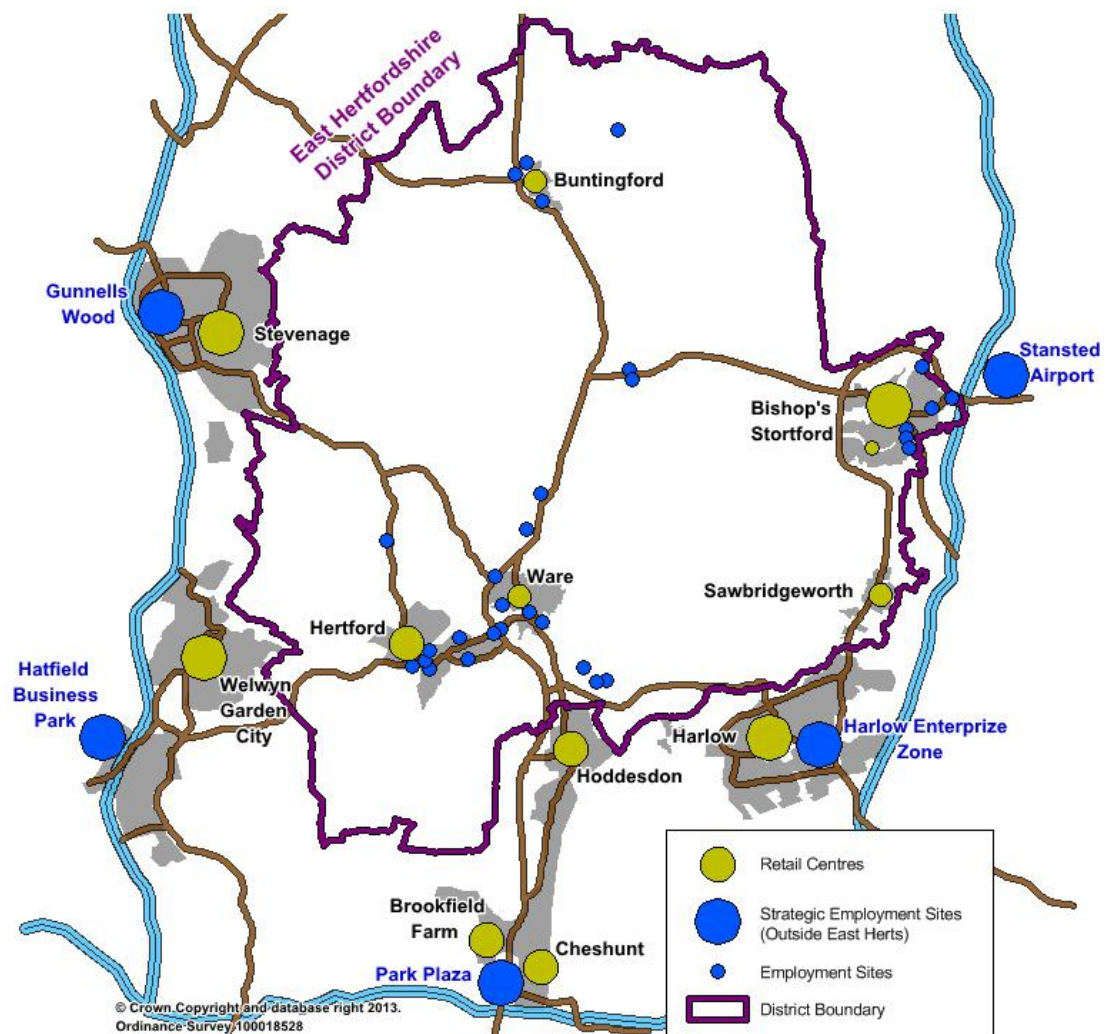 East Hertfordshire
District Boundary
Buntingford
Gunnells
Wood
Stevenage
Stansted
Airport
Bishop's
Stortford
Ware
Sawbridgeworth
Hertford
Hatfield
Business
Park
Welwyn
Garden
City
Harlow
Harlow Enterprize
Zone
Hoddesdon
Brookfield
Farm
Cheshunt
Park Plaza
Retail Centres
Strategic Employment Sites
(Outside East Herts)
Employment Sites
District Boundary
© Crown Copyright and database right 2013.
Ordinance Survey 100018528